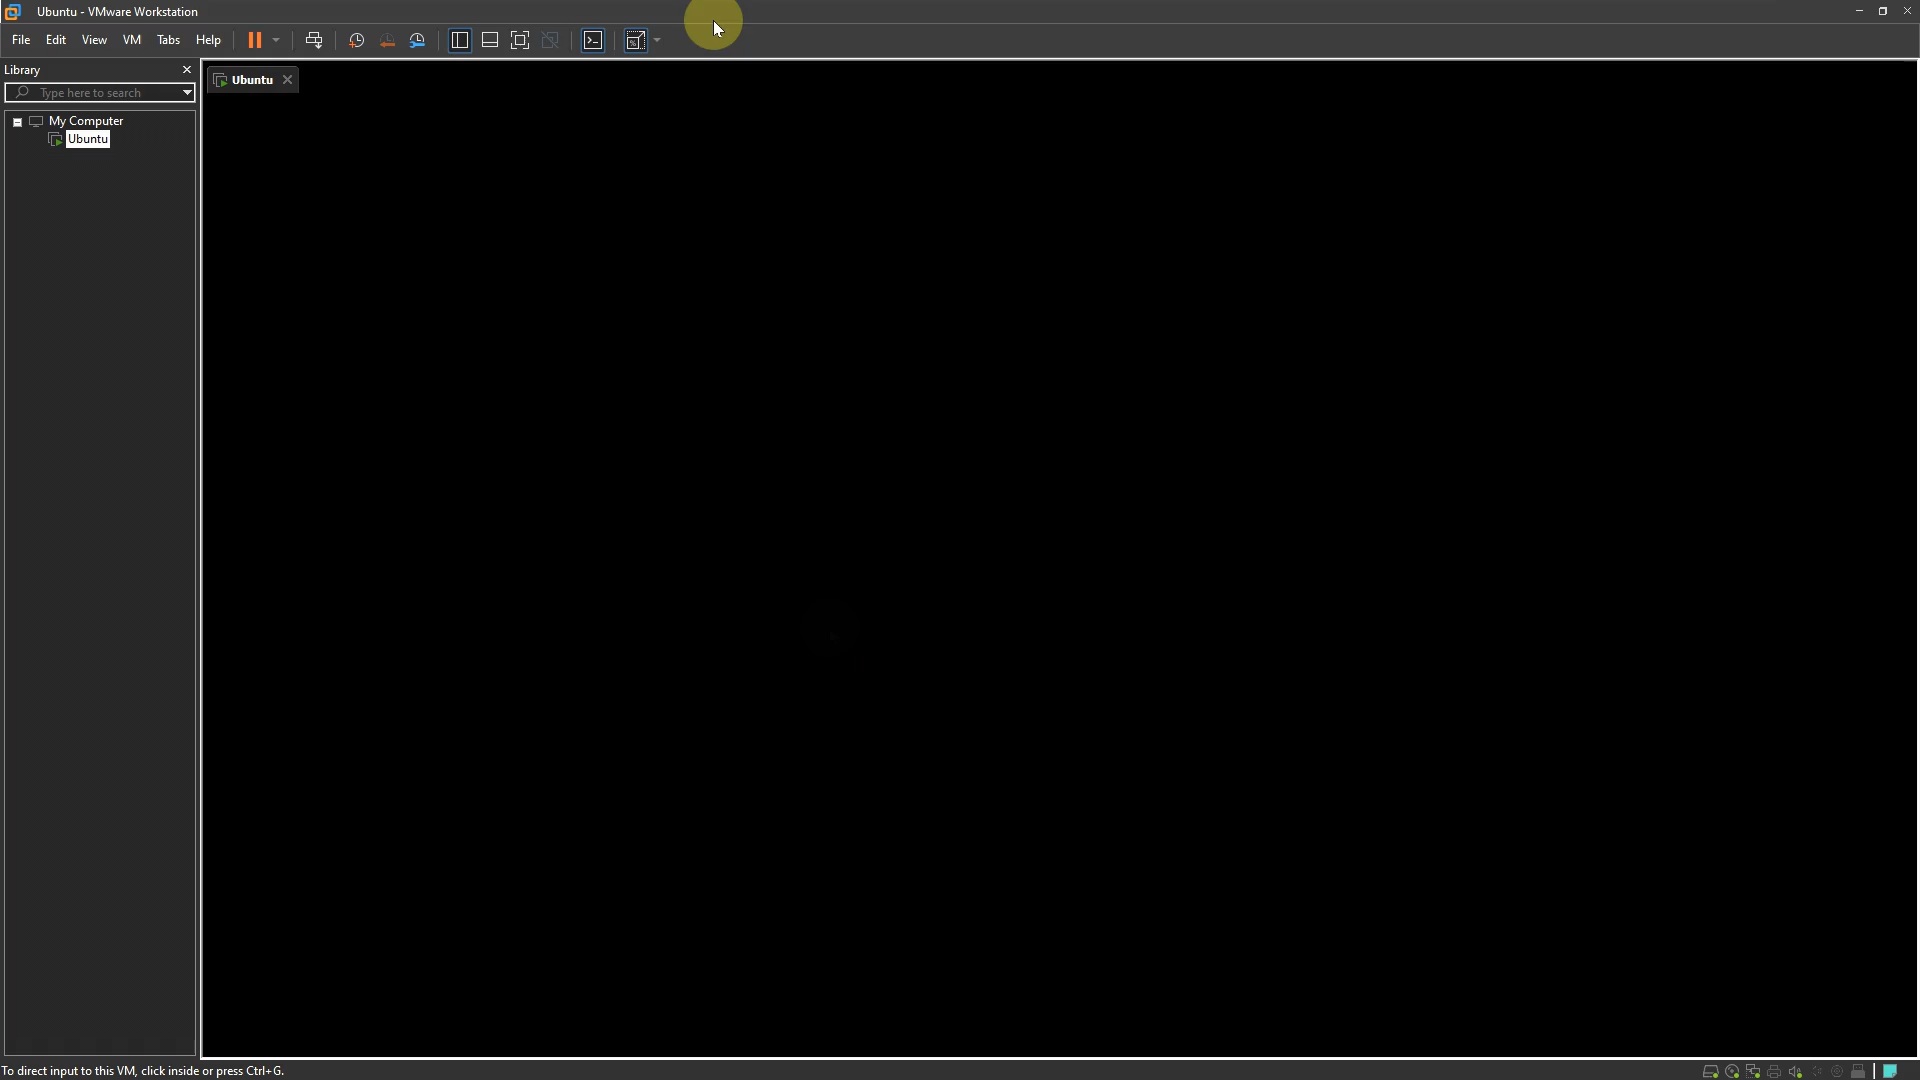 Ubuntu - VMware Workstation
File Edit View VM Tabs Help
Library
Type here to search
Ubuntu
My Computer
Ubuntu
To direct input to this VM, click inside or press Ctrl+G.